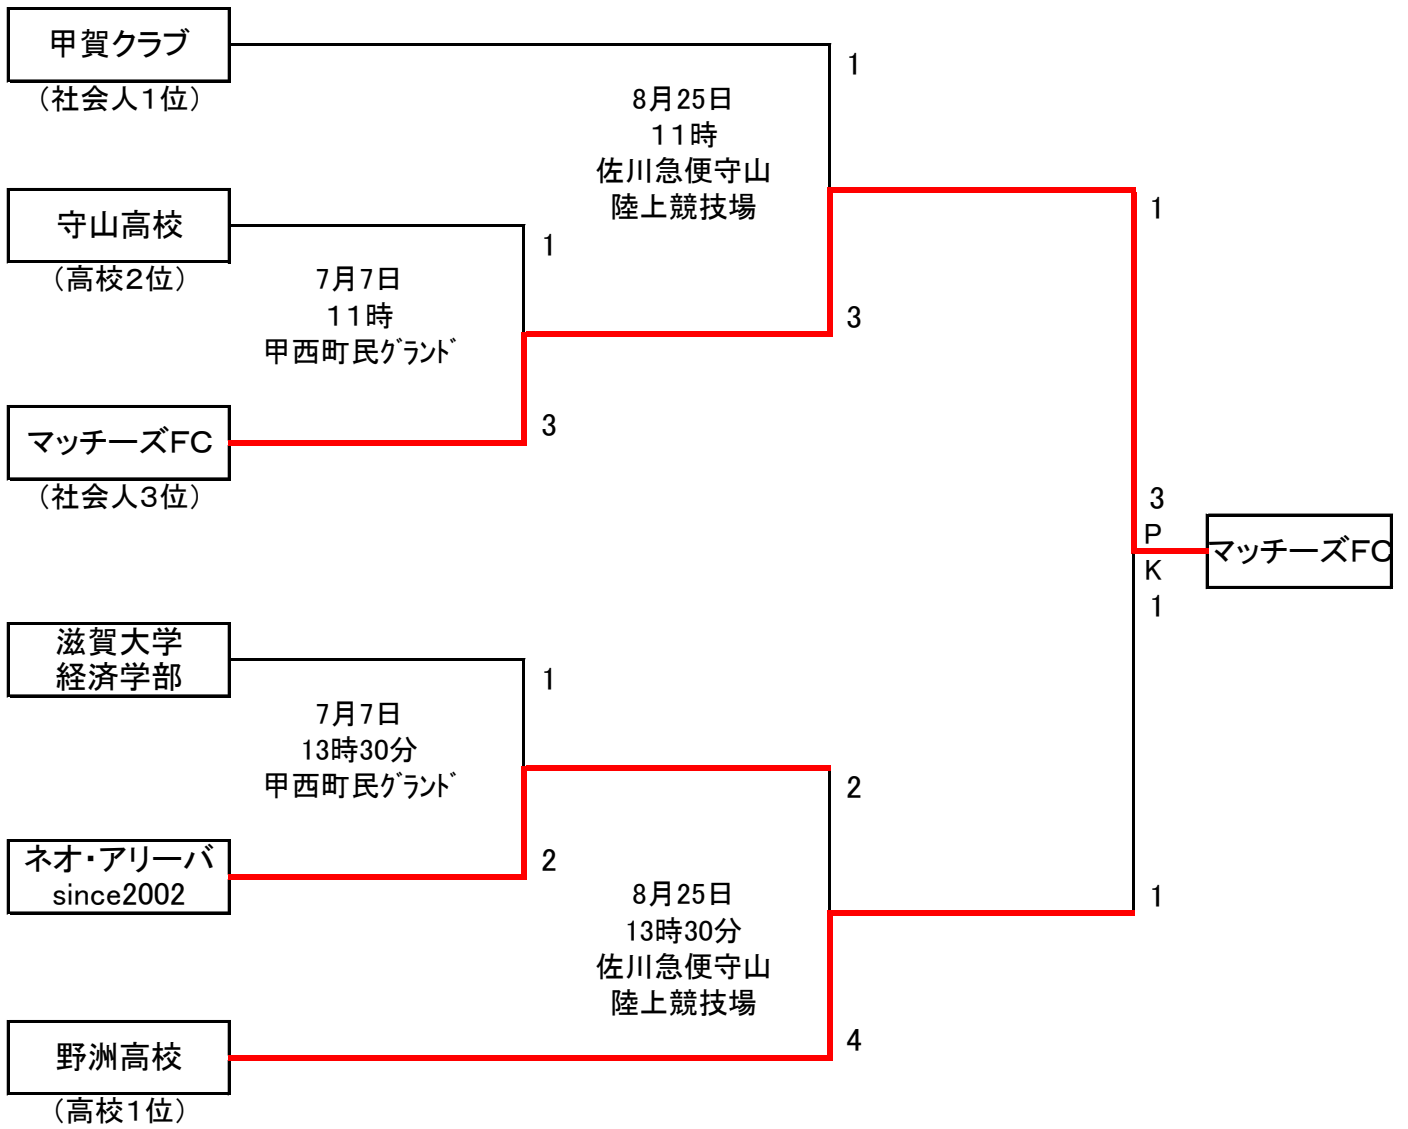 甲賀クラブ
（社会人１位）
1
8月25日
１１時
佐川急便守山
陸上競技場
守山高校
（高校２位）
1
7月7日
１１時
甲西町民ｸﾞﾗﾝﾄﾞ
1
3
マッチーズFC
（社会人３位）
3
3
P
K
1
マッチーズFC
滋賀大学
経済学部
1
7月7日
13時30分
甲西町民ｸﾞﾗﾝﾄﾞ
2
ネオ・アリーバ
since2002
2
8月25日
13時30分
佐川急便守山
陸上競技場
1
野洲高校
（高校１位）
4